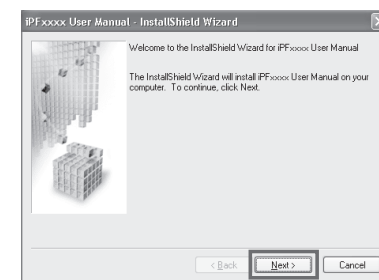 iPFxxxx User Manual - InstallShield Wizard
Welcome to the InstallShield Wizard for iPFxxxx User Manual
The InstallShield Wizard will install iPFxxxx User Manual on your
computer. To continue, click Next.
< Back
Next >
Cancel